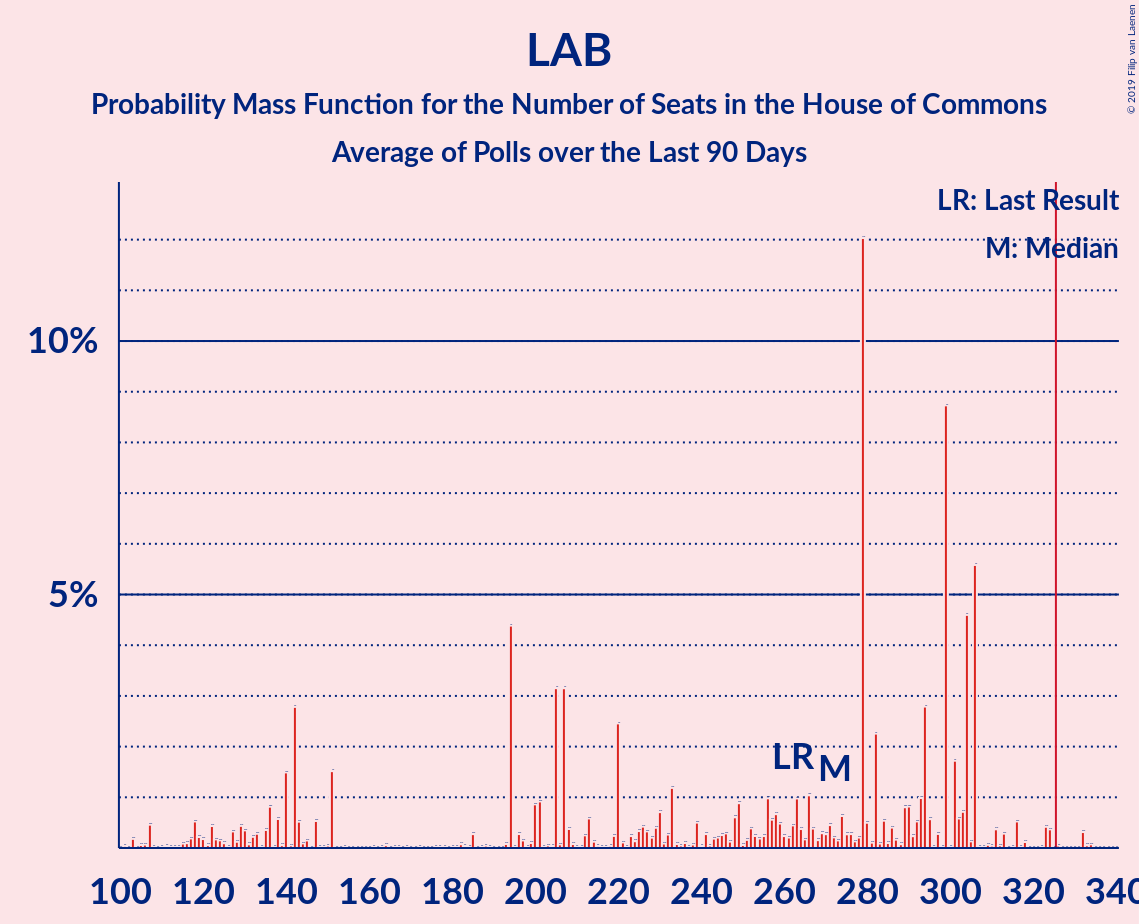 LAB
Probability Mass Function for the Number of Seats in the House of Commons
Average of Polls over the Last 90 Days
© 2019 Filip van Laenen
LR: Last Result
M: Median
10%
5%
LR M
100 120 140 160 180 200 220 240 260 280 300 320 340